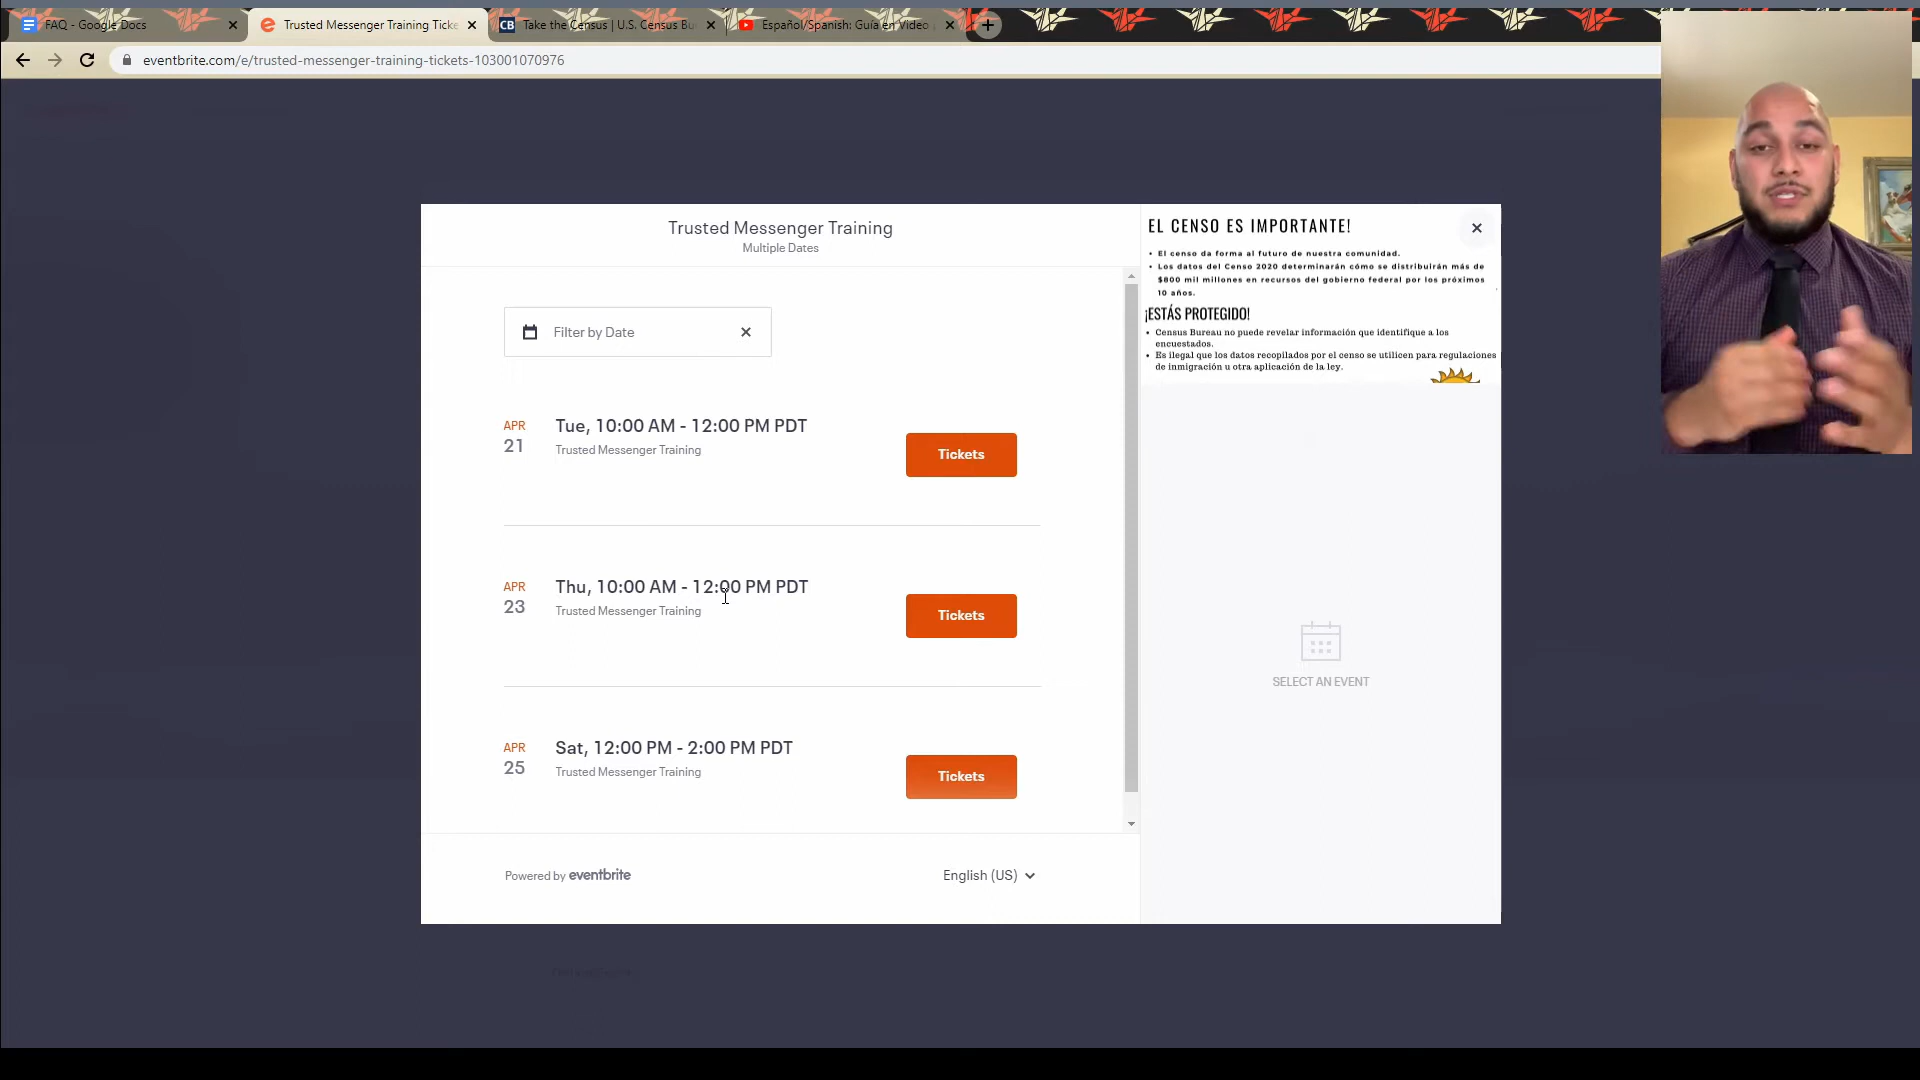 FAQ - Google Docs
Trusted Messenger Training Ticke
CB
Take the Census | U.S. Census Bu
Español/Spanish: Guía en Video
eventbrite.com/e/trusted-messenger-training-tickets-103001070976
Trusted Messenger Training
Multiple Dates
Filter by Date
APR
21
Tue, 10:00 AM - 12:00 PM PDT
Trusted Messenger Training
Tickets
APR
23
Thu, 10:00 AM - 12:00 PM PDT
Trusted Messenger Training
Tickets
APR
25
Sat, 12:00 PM - 2:00 PM PDT
Trusted Messenger Training
Tickets
Powered by eventbrite
English (US)
EL CENSO ES IMPORTANTE!
• El censo da forma al futuro de nuestra comunidad.
• Los datos del Censo 2020 determinarán cómo se distribuirán más de
$800 mil millones en recursos del gobierno federal por los próximos
10 años.
¡ESTÁS PROTEGIDO!
• Census Bureau no puede revelar información que identifique a los
encuestados.
• Es ilegal que los datos recopilados por el censo se utilicen para regulaciones
de inmigración u otra aplicación de la ley.
SELECT AN EVENT